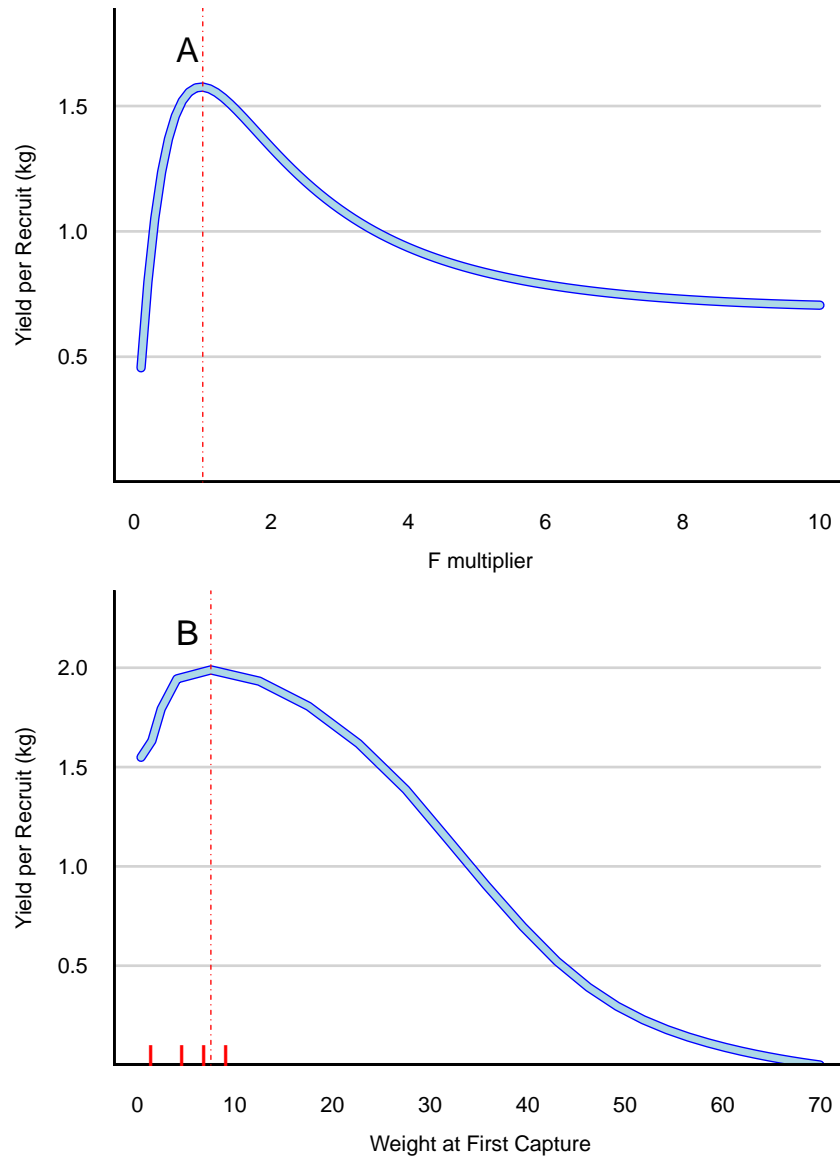 A
1.5
1.0
0.5
Yield per Recruit (kg)
0 2 4 6 8 10
F multiplier
B
2.0
1.5
1.0
0.5
Yield per Recruit (kg)
0 10 20 30 40 50 60 70
Weight at First Capture